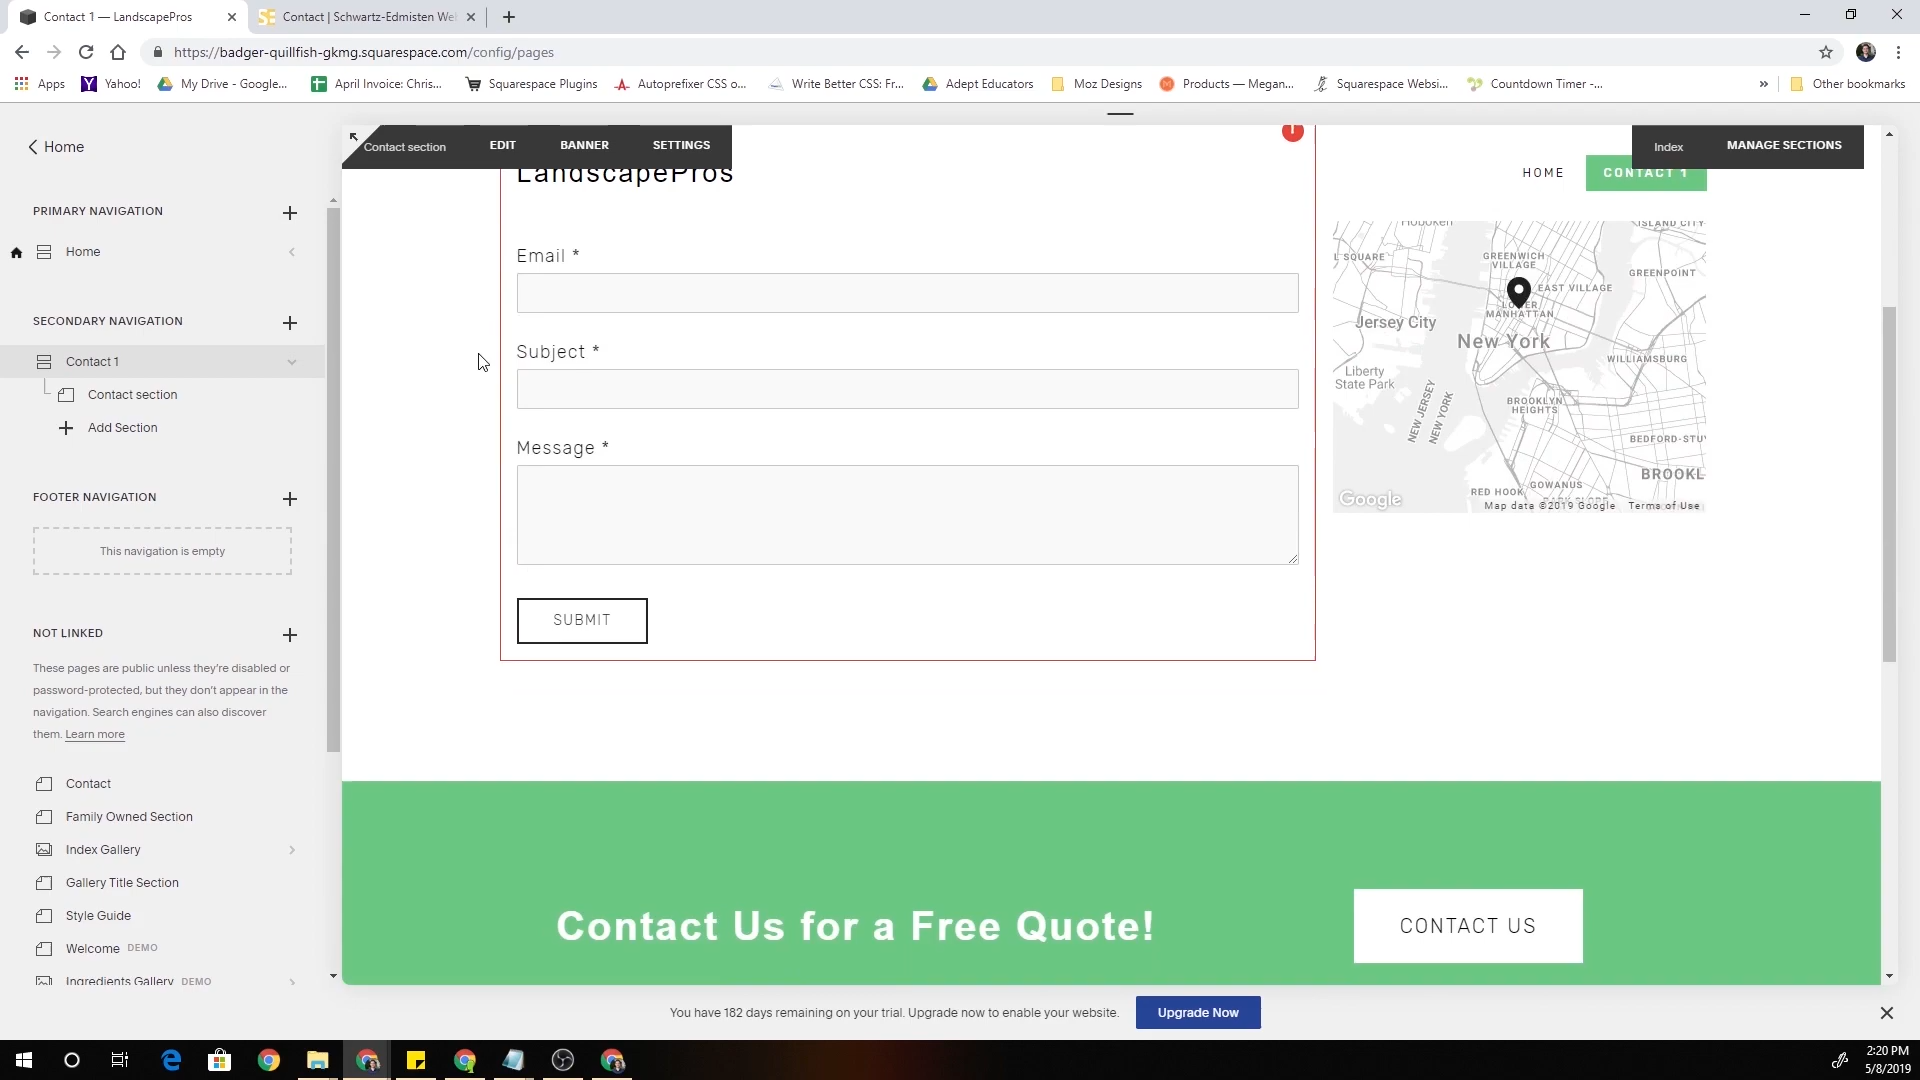 Contact 1 — LandscapePros
Contact | Schwartz-Edmisten Wel
https://badger-quillfish-gkmg.squarespace.com/config/pages
Apps
Yahoo!
My Drive - Google...
April Invoice: Chris...
Squarespace Plugins
Autoprefixer CSS o...
Write Better CSS: Fr...
Adept Educators
Moz Designs
Products — Megan...
Squarespace Websi...
Countdown Timer -...
»
Other bookmarks
Home
Contact section
EDIT
BANNER
SETTINGS
Index
MANAGE SECTIONS
LandscapePros
HOME
CONTACT 1
PRIMARY NAVIGATION
Home
SECONDARY NAVIGATION
Contact 1
Contact section
Add Section
FOOTER NAVIGATION
This navigation is empty
NOT LINKED
These pages are public unless they're disabled or
password-protected, but they don't appear in the
navigation. Search engines can also discover
them. Learn more
Contact
Family Owned Section
Index Gallery
Gallery Title Section
Style Guide
Welcome DEMO
Ingredients Gallery DEMO
Email *
Subject *
Message *
SUBMIT
Hoboken
ISLAND CITY
L SQUARE
GREENWICH
VILLAGE
GREENPOINT
EAST VILLAGE
LOWER
MANHATTAN
Jersey City
New York
WILLIAMSBURG
Liberty
State Park
NEW JERSEY
NEW YORK
BROOKLYN
HEIGHTS
BEDFORD-STUY
BROOKL
GOWANUS
RED HOOK
PARK SLOPE
Google
Map data ©2019 Google
Terms of Use
Contact Us for a Free Quote!
CONTACT US
You have 182 days remaining on your trial. Upgrade now to enable your website.
Upgrade Now
2:20 PM
5/8/2019